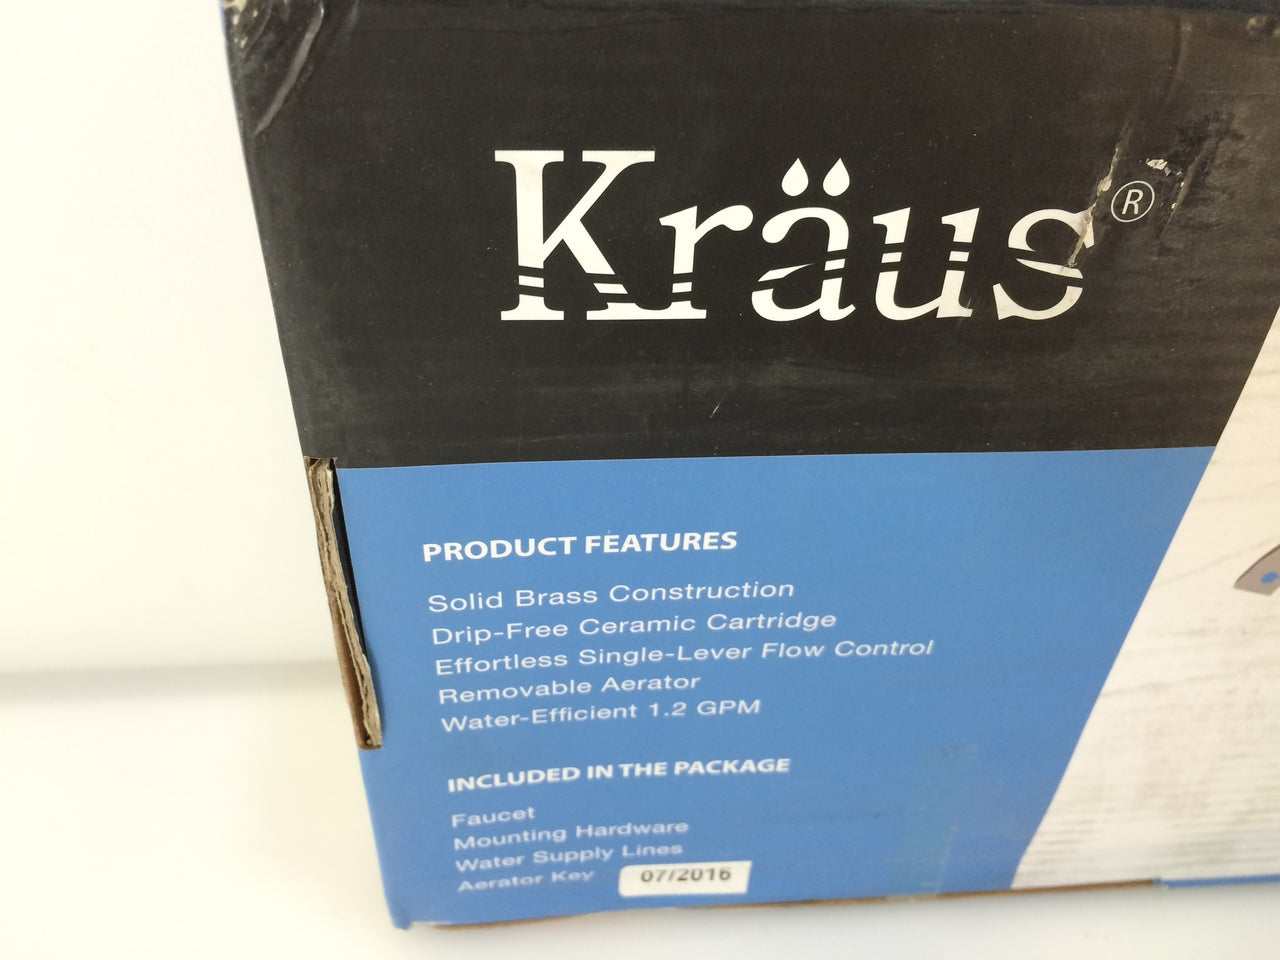 Kräus®
PRODUCT FEATURES
Solid Brass Construction
Drip-Free Ceramic Cartridge
Effortless Single-Lever Flow Control
Removable Aerator
Water-Efficient 1.2 GPM
INCLUDED IN THE PACKAGE
Faucet
Mounting Hardware
Water Supply Lines
Aerator Key
07/2016